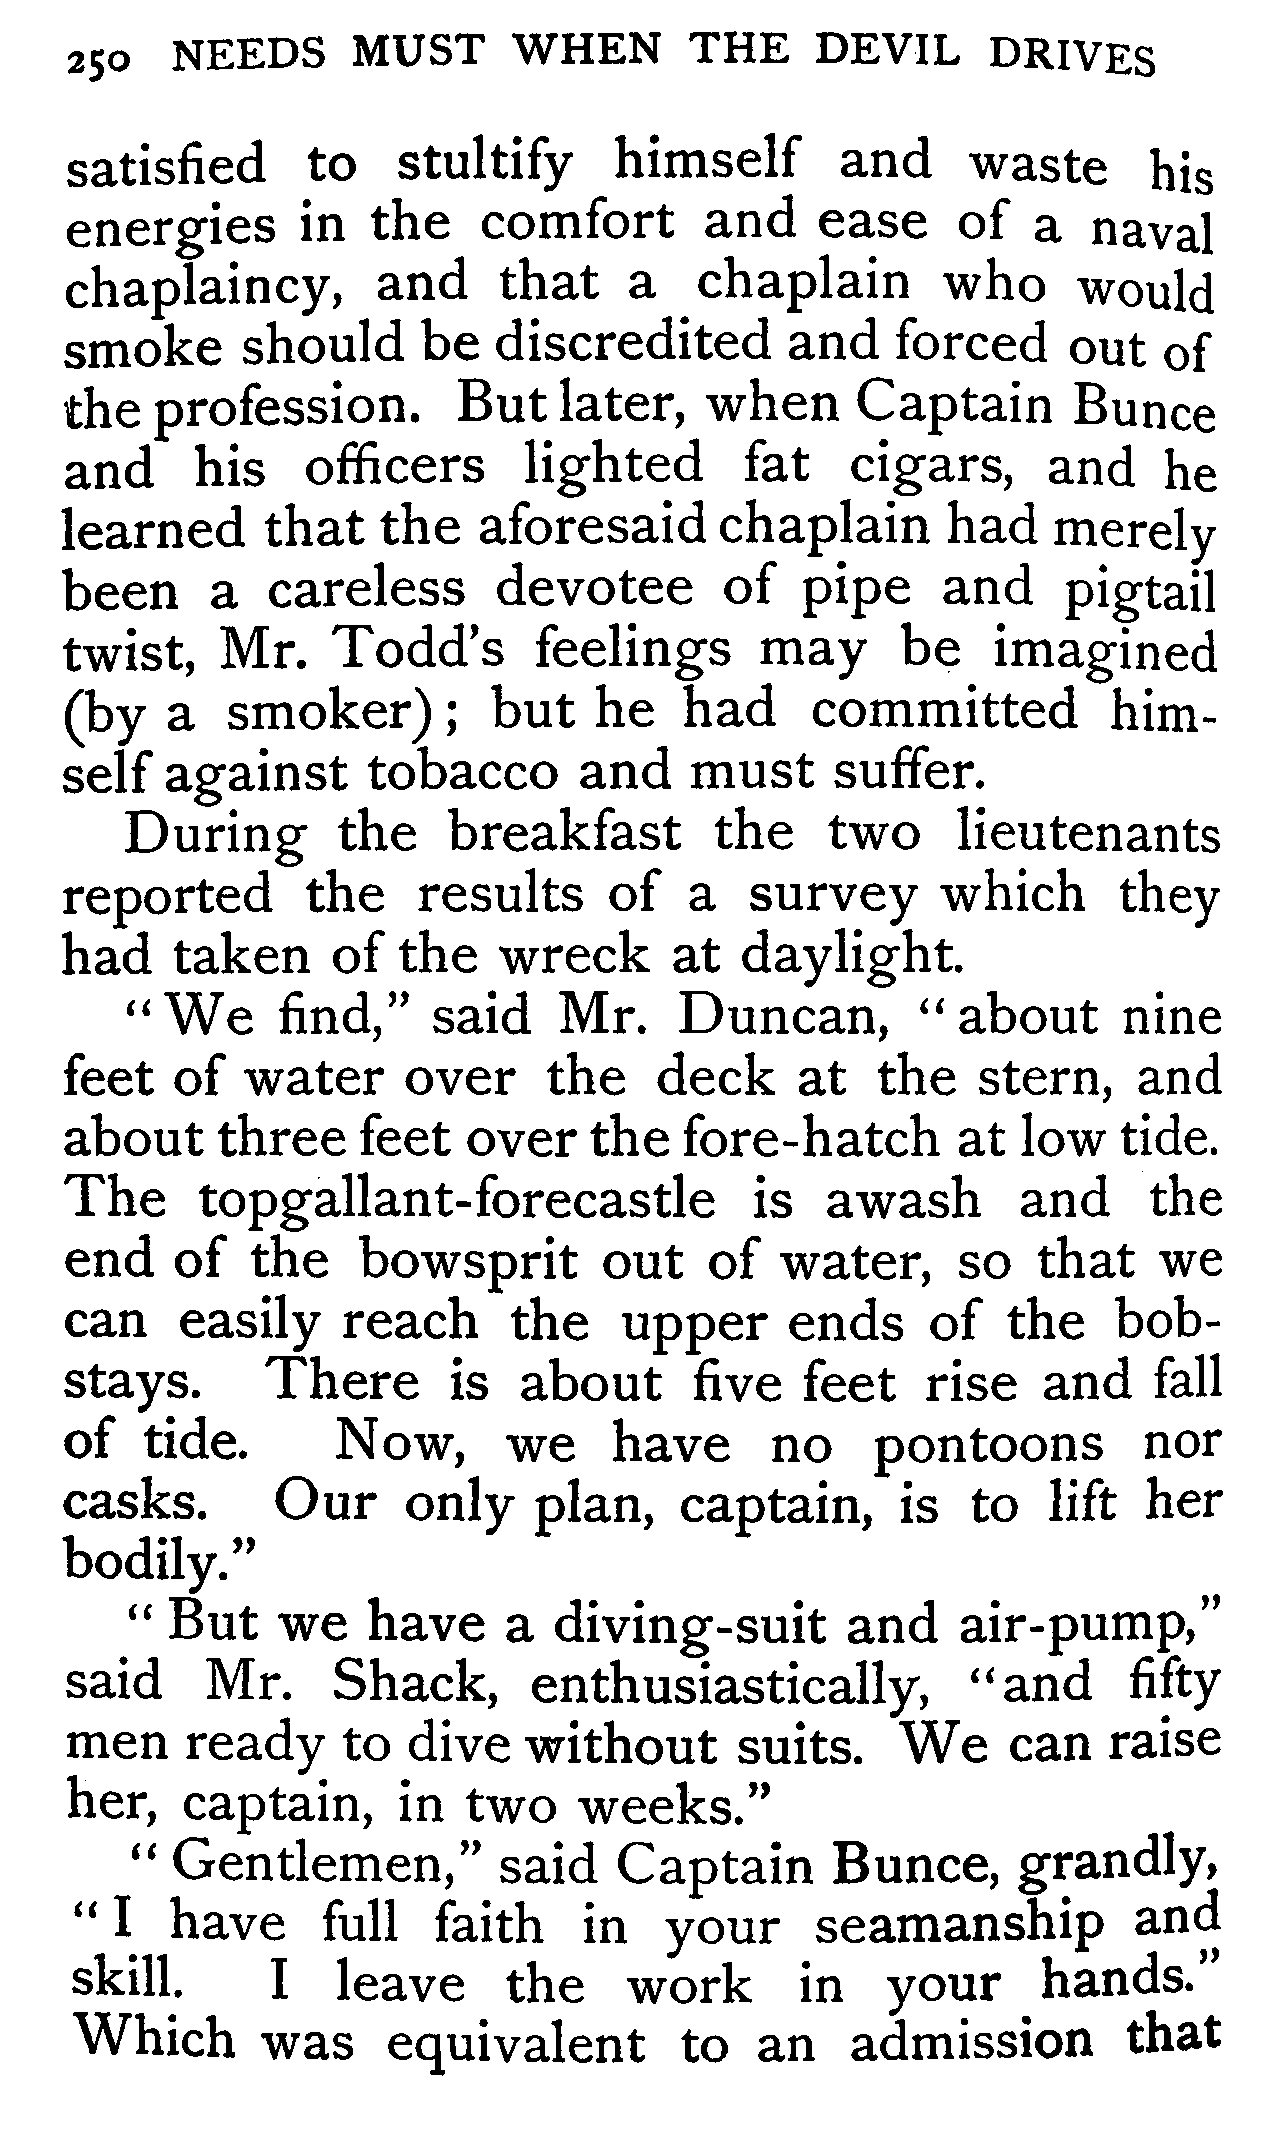 250 NEEDS MUST WHEN THE DEVIL DRIVES
satisfied to stultify himself and waste his
energies in the comfort and ease of a naval
chaplaincy, and that a chaplain who would
smoke should be discredited and forced out of
the profession. But later, when Captain Bunce
and his officers lighted fat cigars, and he
learned that the aforesaid chaplain had merely
been a careless devotee of pipe and pigtail
twist, Mr. Todd's feelings may be imagined
(by a smoker); but he had committed him-
self against tobacco and must suffer.
During the breakfast the two lieutenants
reported the results of a survey which they
had taken of the wreck at daylight.
"We find," said Mr. Duncan, "about nine
feet of water over the deck at the stern, and
about three feet over the fore-hatch at low tide.
The topgallant-forecastle is awash and the
end of the bowsprit out of water, so that we
can easily reach the upper ends of the bob-
stays. There is about five feet rise and fall
of tide. Now, we have no pontoons nor
casks. Our only plan, captain, is to lift her
bodily."
"But we have a diving-suit and air-pump,"
said Mr. Shack, enthusiastically, "and fifty
men ready to dive without suits. We can raise
her, captain, in two weeks."
"Gentlemen," said Captain Bunce, grandly,
"I have full faith in your seamanship and
skill. I leave the work in your hands."
Which was equivalent to an admission that